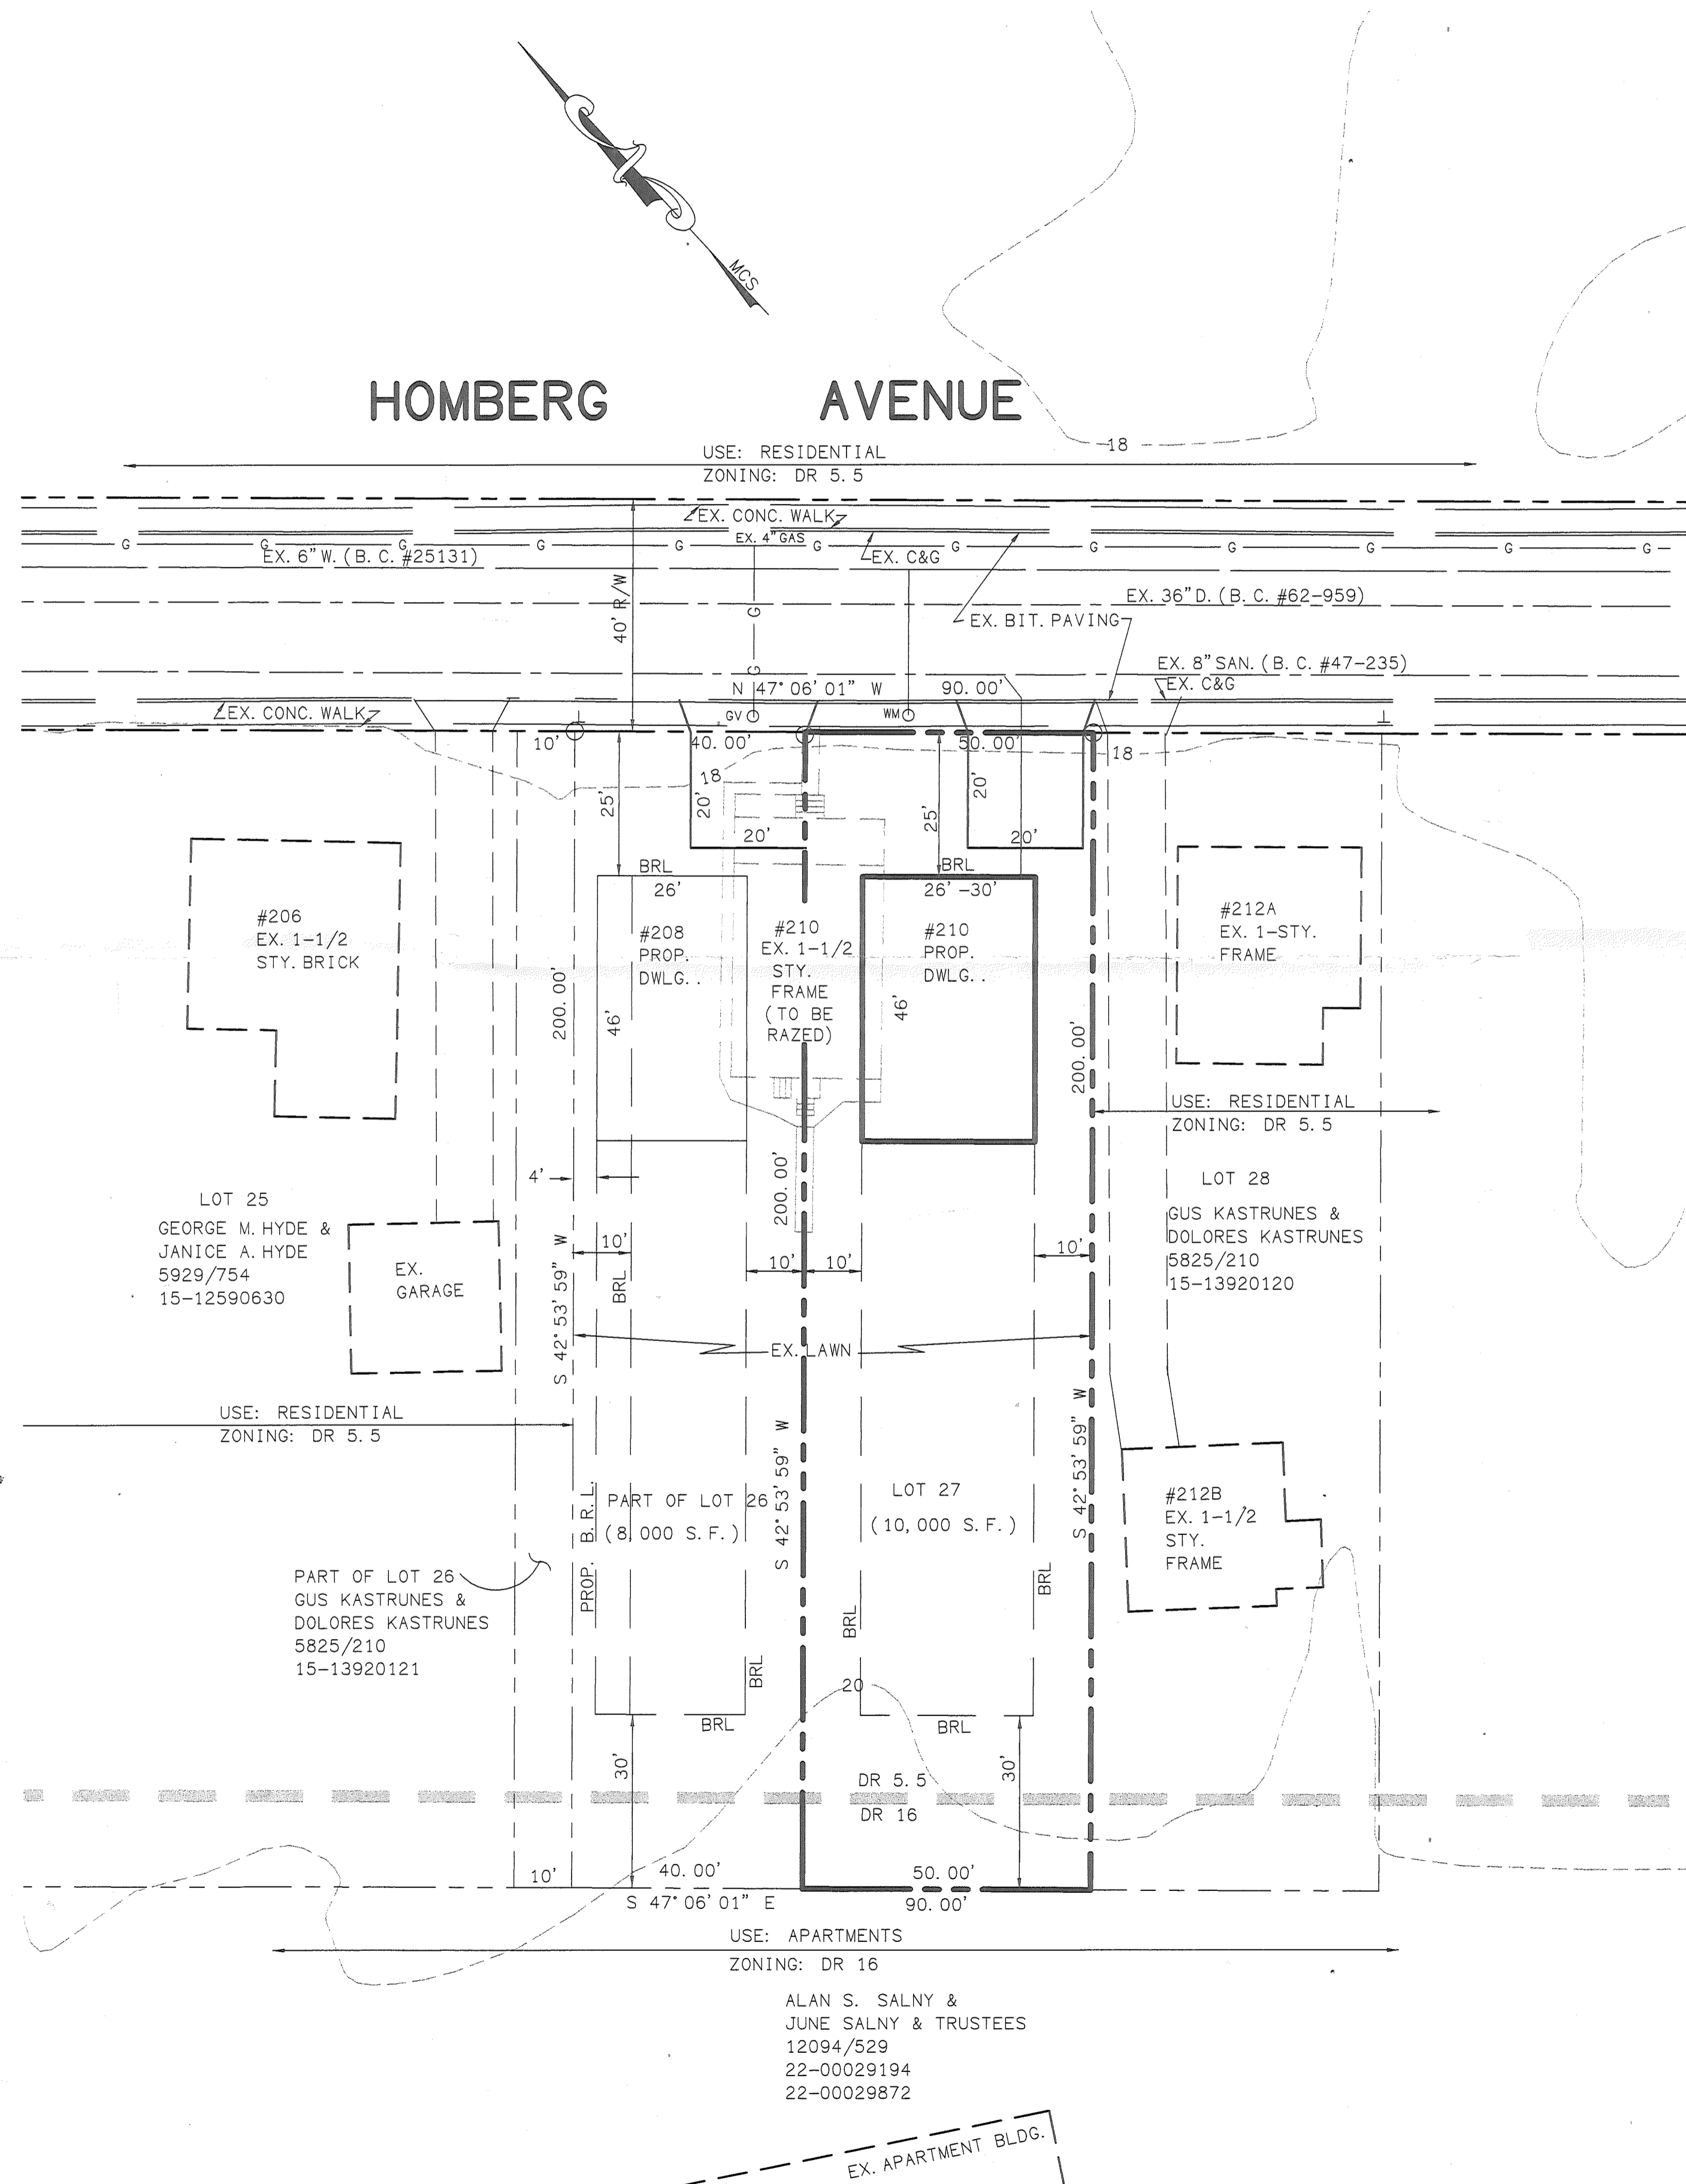 MCS
HOMBERG AVENUE
18
USE: RESIDENTIAL
ZONING: DR 5.5
EX. CONC. WALK
EX. 4" GAS
G G G G G G G G G G G G
EX. 6" W. (B. C. #25131)
EX. C&G
40' R/W
G
EX. 36" D. (B. C. #62-959)
EX. BIT. PAVING
G
EX. 8" SAN. (B. C. #47-235)
N 47° 06' 01" W 90.00'
EX. C&G
EX. CONC. WALK
GV
WM
10'
40.00'
50.00'
18
18
25'
20'
20'
25'
20'
20'
BRL
26'
BRL
26' -30'
#206
EX. 1-1/2
STY. BRICK
#208
PROP.
DWLG. .
#210
EX. 1-1/2
STY.
FRAME
(TO BE
RAZED)
#210
PROP.
DWLG. .
#212A
EX. 1-STY.
FRAME
200.00'
46'
46'
200.00'
USE: RESIDENTIAL
ZONING: DR 5.5
4'
200.00'
LOT 25
GEORGE M. HYDE &
JANICE A. HYDE
5929/754
15-12590630
LOT 28
GUS KASTRUNES &
DOLORES KASTRUNES
5825/210
15-13920120
EX.
GARAGE
10'
BRL
10'
10'
10'
S 42° 53' 59" W
EX. LAWN
USE: RESIDENTIAL
ZONING: DR 5.5
S 42° 53' 59" W
S 42° 53' 59" W
PROP. B.R.L.
PART OF LOT 26
(8,000 S.F.)
LOT 27
(10,000 S.F.)
#212B
EX. 1-1/2
STY.
FRAME
PART OF LOT 26
GUS KASTRUNES &
DOLORES KASTRUNES
5825/210
15-13920121
BRL
BRL
BRL
20
BRL
BRL
30'
30'
DR 5.5
DR 16
10'
40.00'
50.00'
S 47° 06' 01" E
90.00'
USE: APARTMENTS
ZONING: DR 16
ALAN S. SALNY &
JUNE SALNY & TRUSTEES
12094/529
22-00029194
22-00029872
EX. APARTMENT BLDG.